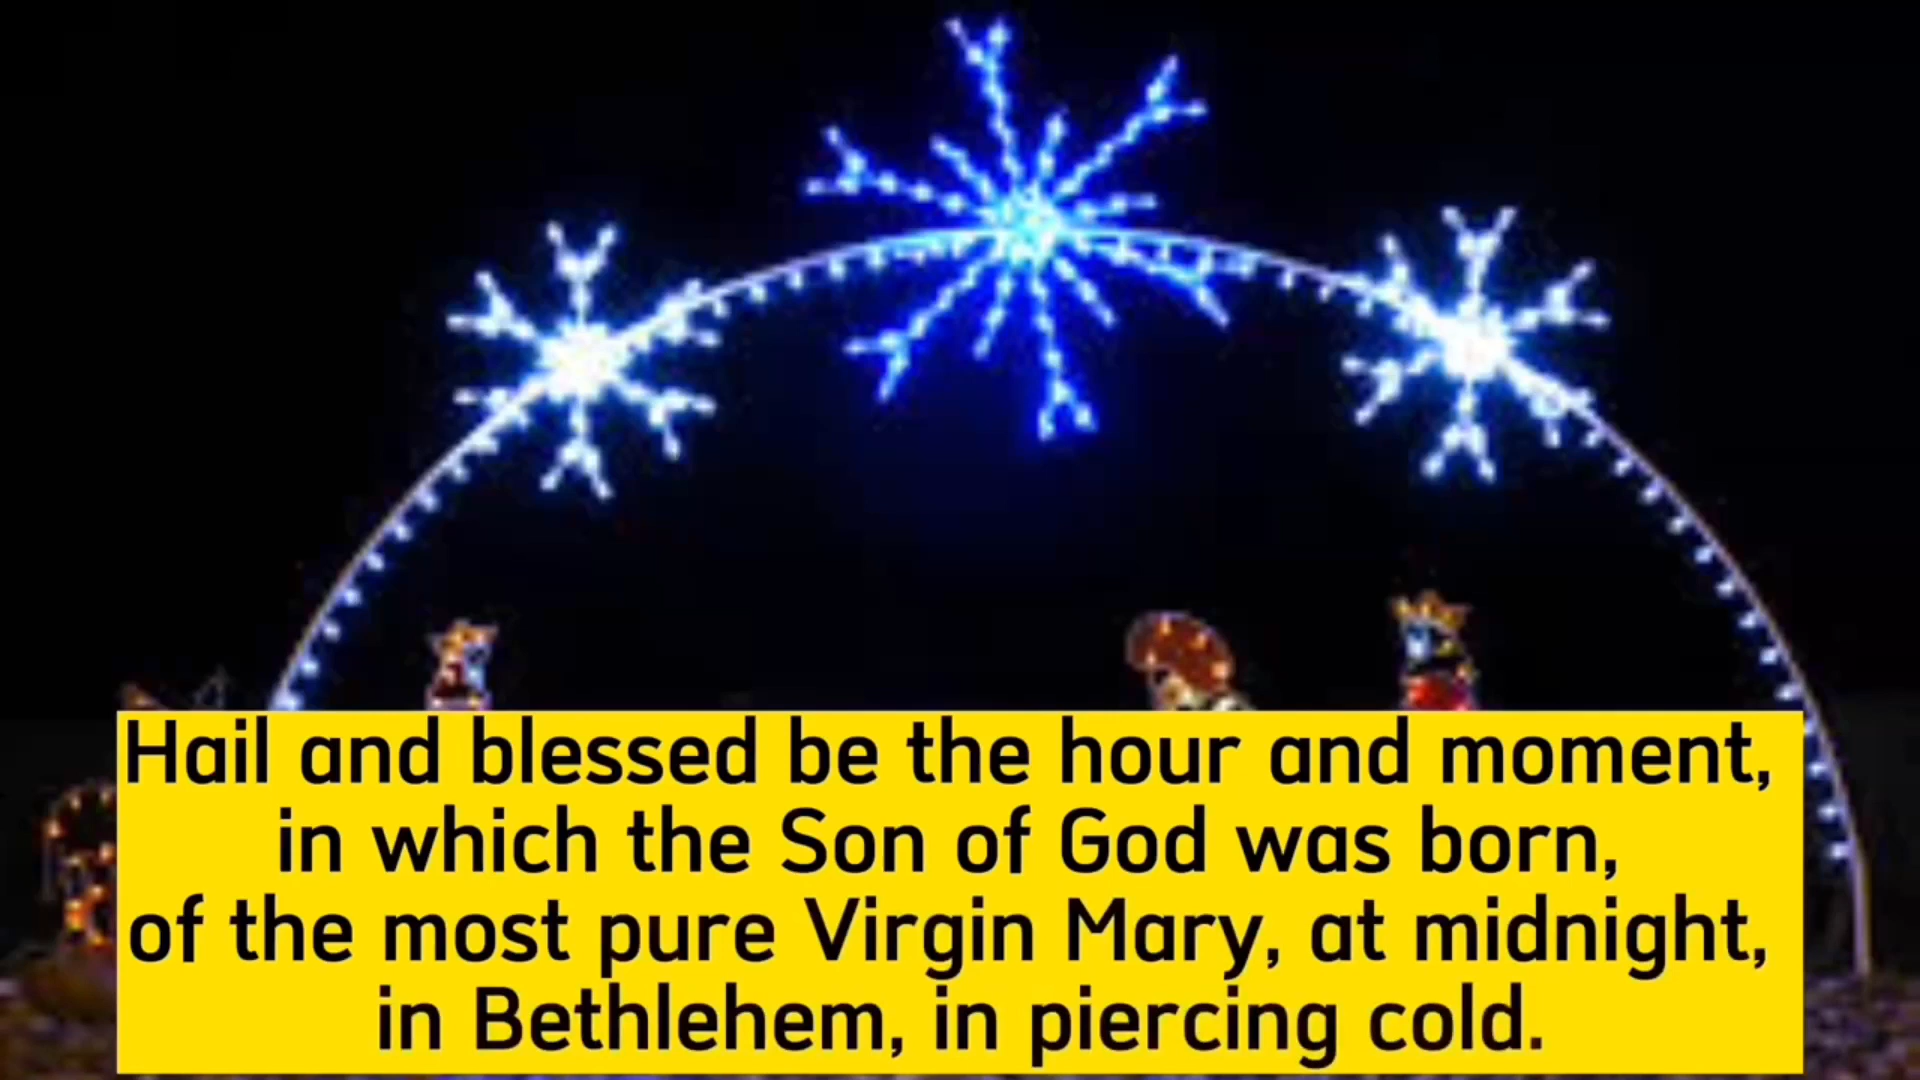 Hail and blessed be the hour and moment,
in which the Son of God was born,
of the most pure Virgin Mary, at midnight,
in Bethlehem, in piercing cold.